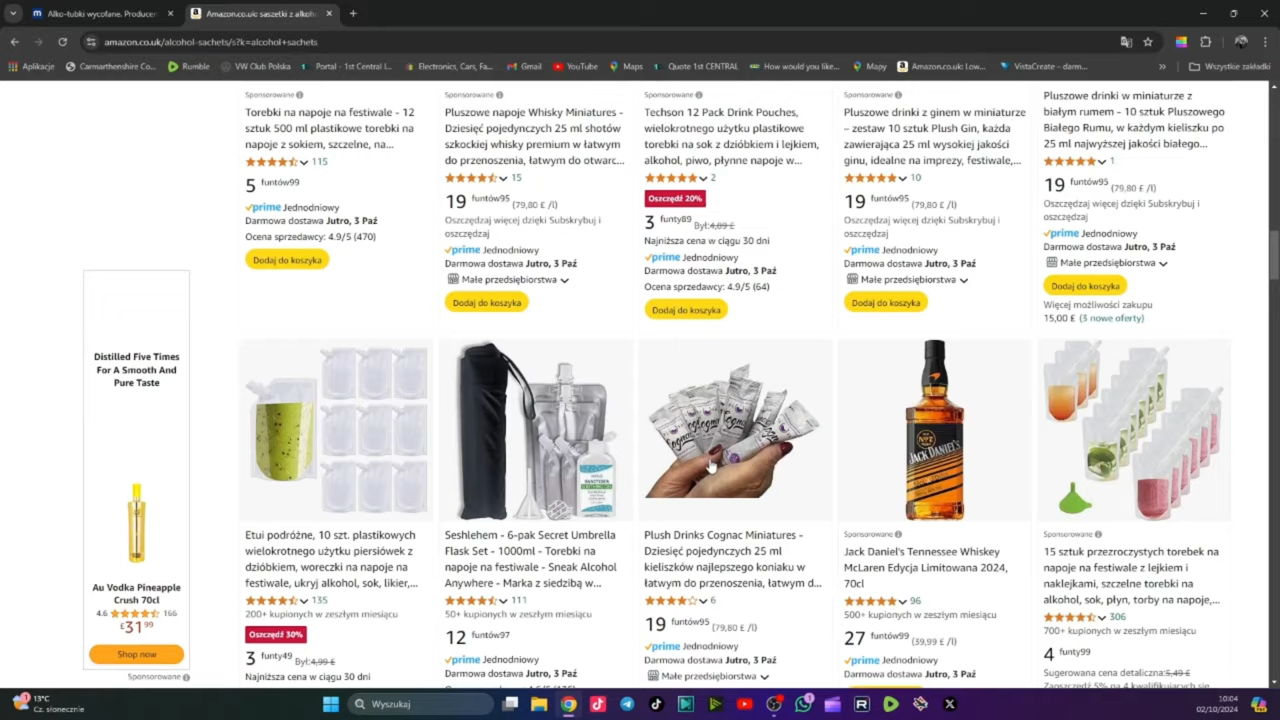 Alko-tubki wycofane. Producen
Amazon.co.uk: saszetki z alkoho
amazon.co.uk/alcohol-sachets/s?k=alcohol+sachets
Aplikacje
Carmarthenshire Co...
Rumble
VW Club Polska
Portal - 1st Central I...
Electronics, Cars, Fa...
Gmail
YouTube
Maps
Quote 1st CENTRAL
How would you like...
Mapy
Amazon.co.uk: Low...
VistaCreate – darm...
Wszystkie zakładki
Sponsorowane
Torebki na napoje na festiwale - 12
sztuk 500 ml plastikowe torebki na
napoje z sokiem, szczelne, na...
115
5 funtów99
prime Jednodniowy
Darmowa dostawa Jutro, 3 Paź
Ocena sprzedawcy: 4.9/5 (470)
Dodaj do koszyka
Sponsorowane
Pluszowe napoje Whisky Miniatures -
Dziesięć pojedynczych 25 ml shotów
szkockiej whisky premium w łatwym
do przenoszenia, łatwym do otwarc...
15
19 funtów95 (79,80 £ /l)
Oszczędzaj więcej dzięki Subskrybuj i
oszczędzaj
prime Jednodniowy
Darmowa dostawa Jutro, 3 Paź
Małe przedsiębiorstwa
Dodaj do koszyka
Sponsorowane
Techson 12 Pack Drink Pouches,
wielokrotnego użytku plastikowe
torebki na sok z dzióbkiem i lejkiem,
alkohol, piwo, płynne napoje w...
2
Oszczędź 20%
3 funty89 Był:4,89 £
Najniższa cena w ciągu 30 dni
prime Jednodniowy
Darmowa dostawa Jutro, 3 Paź
Ocena sprzedawcy: 4.9/5 (64)
Dodaj do koszyka
Sponsorowane
Pluszowe drinki z ginem w miniaturze
– zestaw 10 sztuk Plush Gin, każda
zawierająca 25 ml wysokiej jakości
ginu, idealne na imprezy, festiwale,...
10
19 funtów95 (79,80 £ /l)
Oszczędzaj więcej dzięki Subskrybuj i
oszczędzaj
prime Jednodniowy
Darmowa dostawa Jutro, 3 Paź
Małe przedsiębiorstwa
Dodaj do koszyka
Pluszowe drinki w miniaturze z
białym rumem - 10 sztuk Pluszowego
Białego Rumu, w każdym kieliszku po
25 ml najwyższej jakości białego...
1
19 funtów95 (79,80 £ /l)
Oszczędzaj więcej dzięki Subskrybuj i
oszczędzaj
prime Jednodniowy
Darmowa dostawa Jutro, 3 Paź
Małe przedsiębiorstwa
Dodaj do koszyka
Więcej możliwości zakupu
15,00 £ (3 nowe oferty)
Distilled Five Times
For A Smooth And
Pure Taste
Au Vodka Pineapple
Crush 70cl
4.6 166
£31.99
Shop now
Sponsorowane
Etui podróżne, 10 szt. plastikowych
wielokrotnego użytku piersiówek z
dzióbkiem, woreczki na napoje na
festiwale, ukryj alkohol, sok, likier,...
135
200+ kupionych w zeszłym miesiącu
Oszczędź 30%
3 funty49 Był:4,99 £
Najniższa cena w ciągu 30 dni
Seshlehem - 6-pak Secret Umbrella
Flask Set - 1000ml - Torebki na
napoje na festiwale - Sneak Alcohol
Anywhere - Marka z siedzibą w...
111
50+ kupionych w zeszłym miesiącu
12 funtów97
prime Jednodniowy
Darmowa dostawa Jutro, 3 Paź
Plush Drinks Cognac Miniatures -
Dziesięć pojedynczych 25 ml
kieliszków najlepszego koniaku w
łatwym do przenoszenia, łatwym d...
6
19 funtów95 (79,80 £ /l)
prime Jednodniowy
Darmowa dostawa Jutro, 3 Paź
Małe przedsiębiorstwa
JACK DANIEL'S
Sponsorowane
Jack Daniel's Tennessee Whiskey
McLaren Edycja Limitowana 2024,
70cl
96
500+ kupionych w zeszłym miesiącu
27 funtów99 (39,99 £ /l)
prime Jednodniowy
Darmowa dostawa Jutro, 3 Paź
Sponsorowane
15 sztuk przezroczystych torebek na
napoje na festiwale z lejkiem i
naklejkami, szczelne torebki na
alkohol, sok, płyn, torby na napoje,...
306
700+ kupionych w zeszłym miesiącu
4 funty99
Sugerowana cena detaliczna:5,49 £
Zaoszczędź 5% na 4 kwalifikujących się
13°C
Cz. słonecznie
Wyszukaj
10:04
02/10/2024